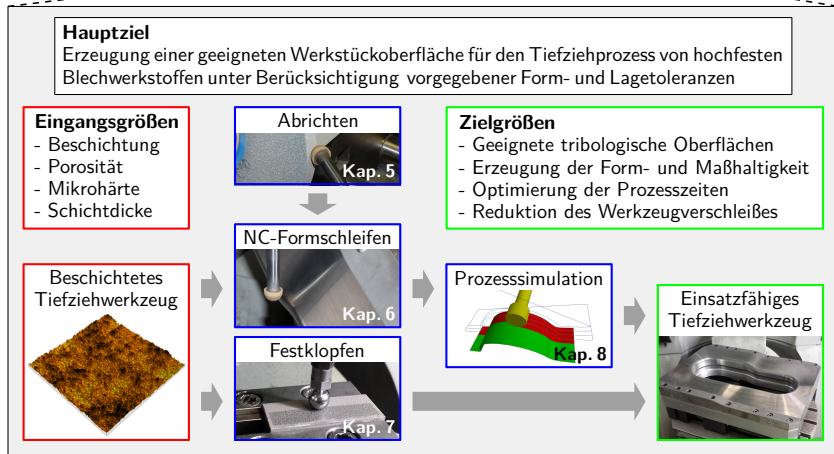 Hauptziel
Erzeugung einer geeigneten Werkstückoberfläche für den Tiefziehprozess von hochfesten
Blechwerkstoffen unter Berücksichtigung vorgegebener Form- und Lagetoleranzen
Eingangsgrößen
- Beschichtung
- Porosität
- Mikrohärte
- Schichtdicke
Abrichten
Kap. 5
Zielgrößen
- Geeignete tribologische Oberflächen
- Erzeugung der Form- und Maßhaltigkeit
- Optimierung der Prozesszeiten
- Reduktion des Werkzeugverschleißes
Beschichtetes
Tiefziehwerkzeug
NC-Formschleifen
Kap. 6
Festklopfen
Kap. 7
Prozesssimulation
Kap. 8
Einsatzfähiges
Tiefziehwerkzeug